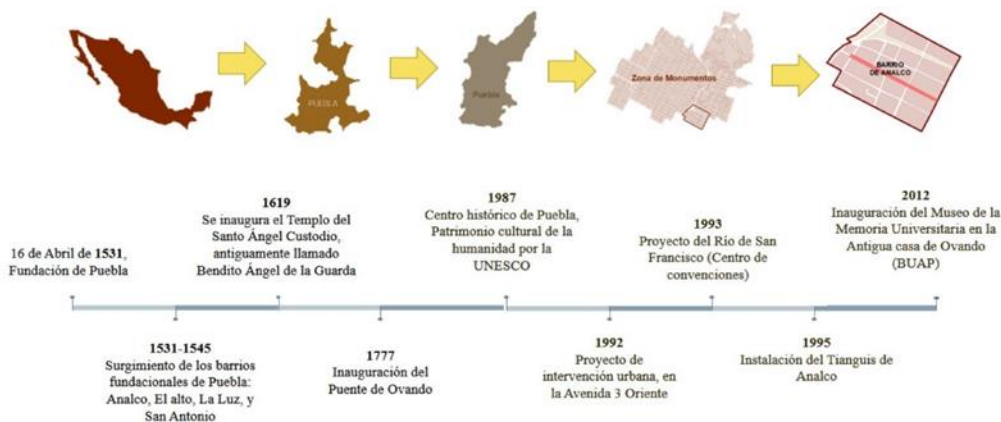 PUEBLA
Puebla
Zona de Monumentos
BARRIO
DE ANALCO
16 de Abril de 1531,
Fundación de Puebla
1531-1545
Surgimiento de los barrios
fundacionales de Puebla:
Analco, El alto, La Luz, y
San Antonio
1619
Se inaugura el Templo del
Santo Ángel Custodio,
antiguamente llamado
Bendito Ángel de la Guarda
1777
Inauguración del
Puente de Ovando
1987
Centro histórico de Puebla,
Patrimonio cultural de la
humanidad por la
UNESCO
1992
Proyecto de
intervención urbana, en
la Avenida 3 Oriente
1993
Proyecto del Río de San
Francisco (Centro de
convenciones)
1995
Instalación del Tianguis de
Analco
2012
Inauguración del Museo de la
Memoria Universitaria en la
Antigua casa de Ovando
(BUAP)